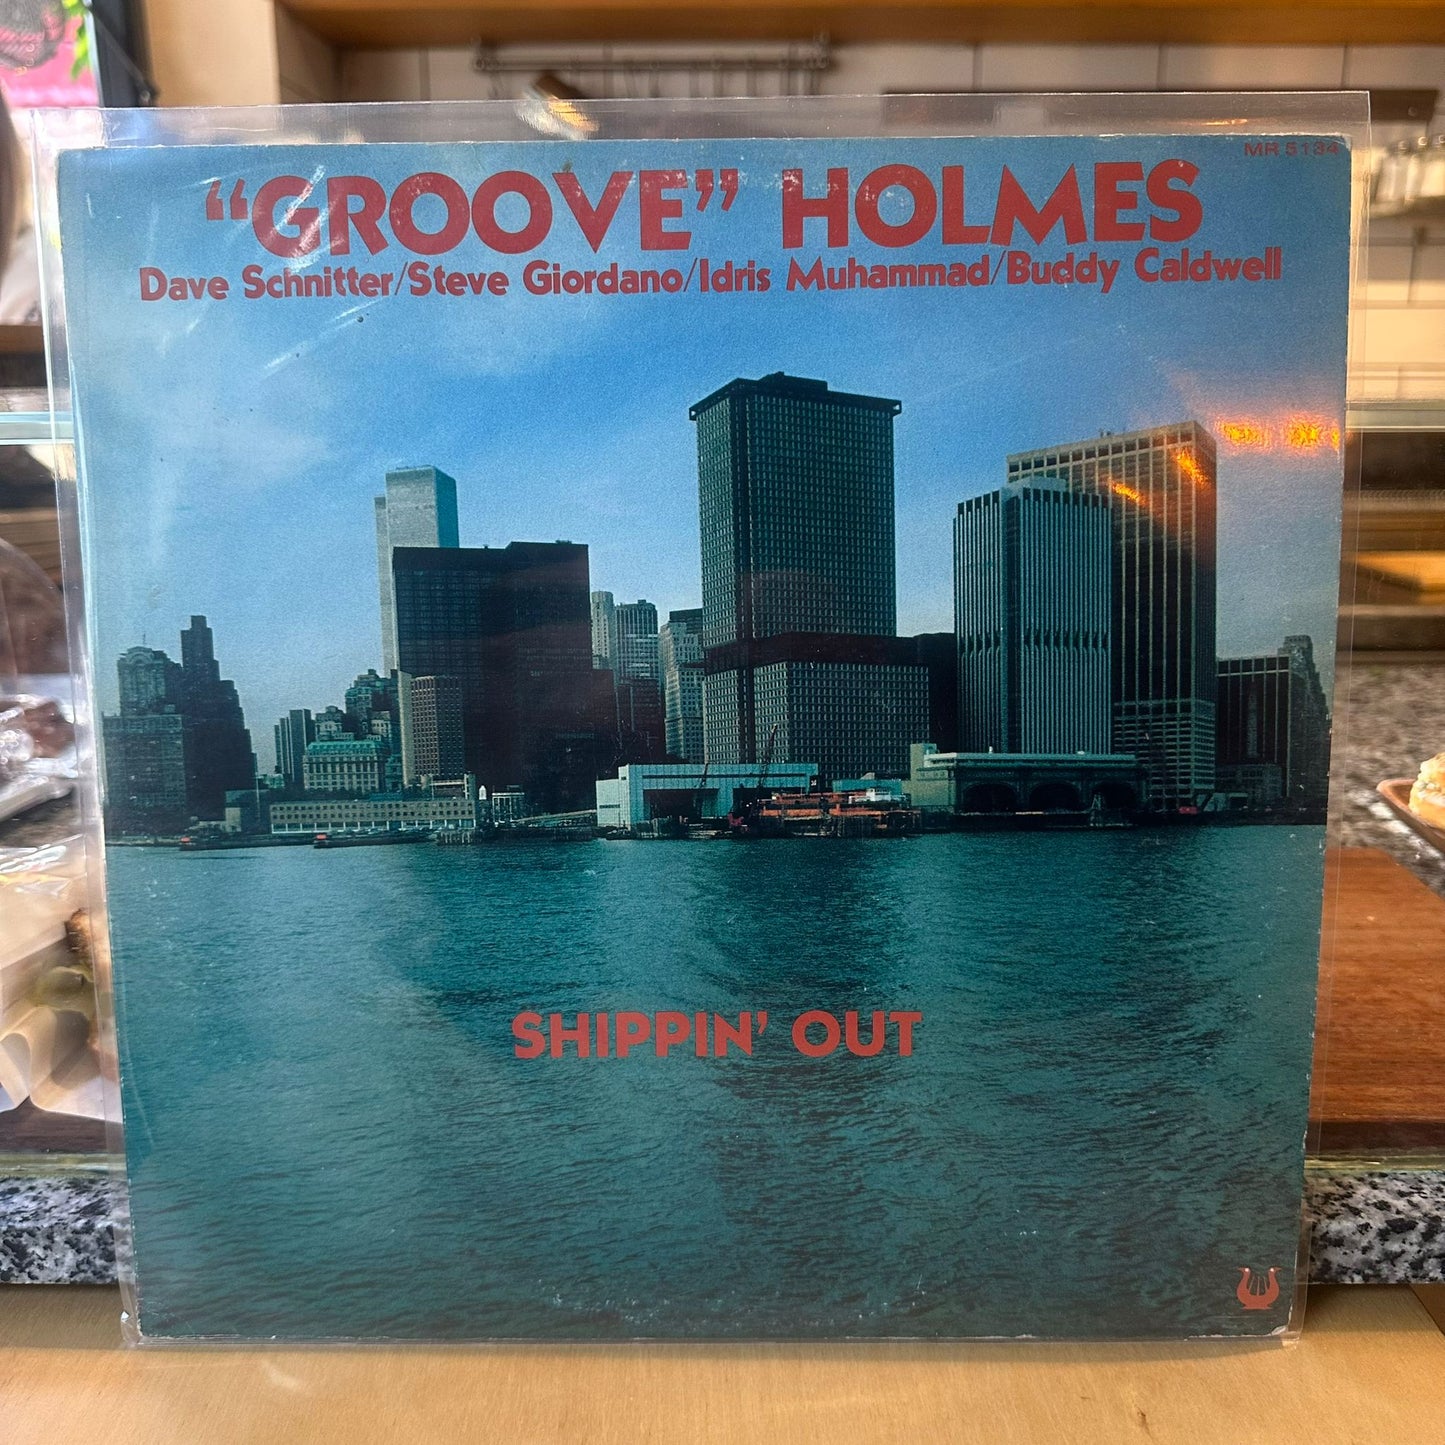 MR 5134
“GROOVE” HOLMES
Dave Schnitter/Steve Giordano/Idris Muhammad/Buddy Caldwell
SHIPPIN’ OUT